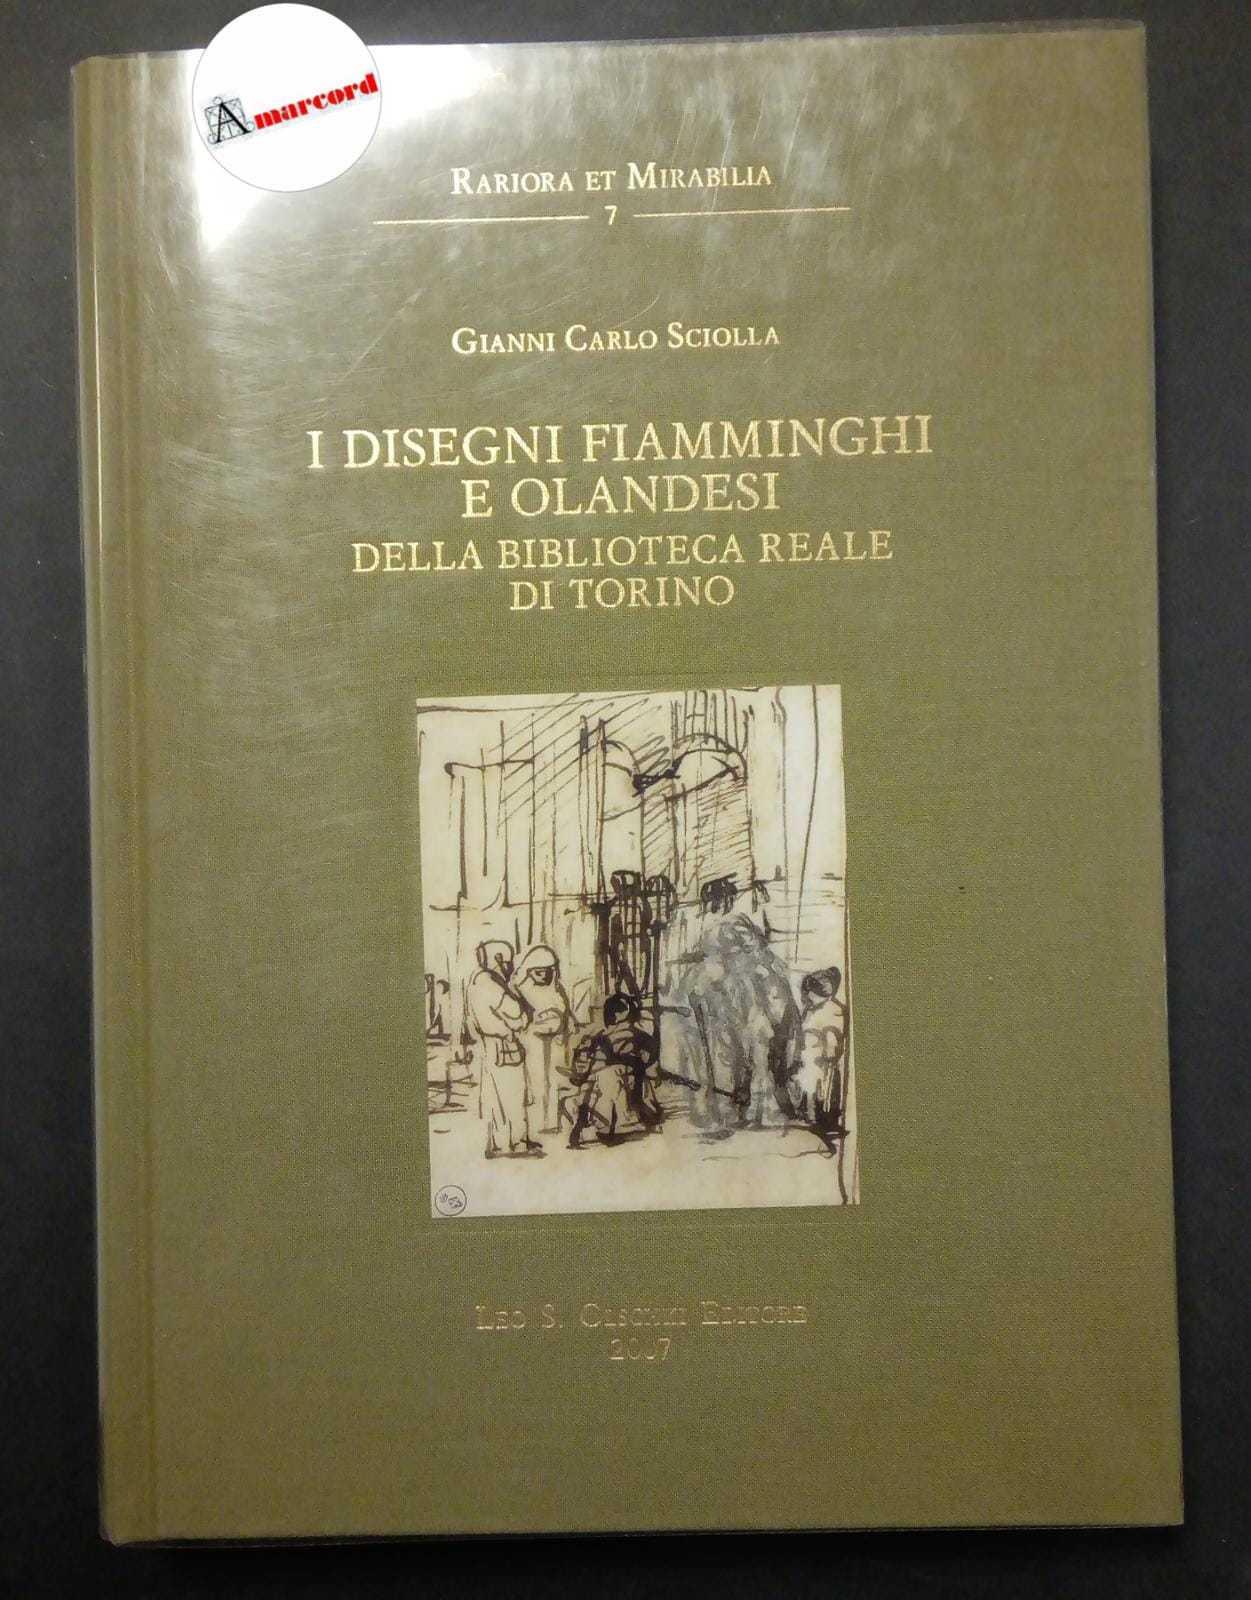 Amarcord
RARIORA ET MIRABILIA
7
GIANNI CARLO SCIOLLA
I DISEGNI FIAMMINGHI
E OLANDESI
DELLA BIBLIOTECA REALE
DI TORINO
LEO S. OLSCHKI EDITORE
2007